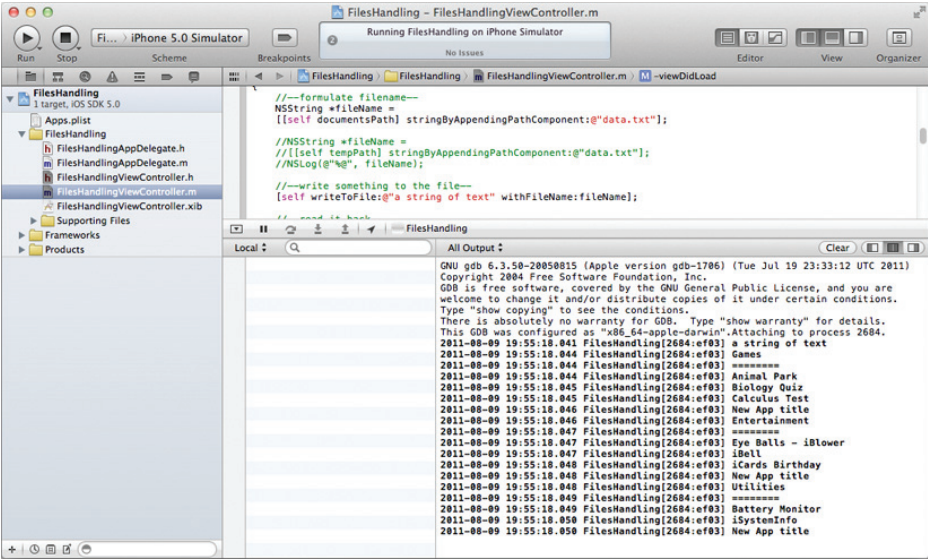 FilesHandling – FilesHandlingViewController.m
Fi... iPhone 5.0 Simulator
Running FilesHandling on iPhone Simulator
No Issues
Run Stop Scheme Breakpoints Editor View Organizer
FilesHandling FilesHandling FilesHandlingViewController.m M -viewDidLoad
FilesHandling
1 target, iOS SDK 5.0
Apps.plist
FilesHandling
h FilesHandlingAppDelegate.h
m FilesHandlingAppDelegate.m
h FilesHandlingViewController.h
m FilesHandlingViewController.m
FilesHandlingViewController.xib
Supporting Files
Frameworks
Products
{
//--formulate filename--
NSString *fileName =
[[self documentsPath] stringByAppendingPathComponent:@"data.txt"];
//NSString *fileName =
//[[self tempPath] stringByAppendingPathComponent:@"data.txt"];
//NSLog(@"%@", fileName);
//--write something to the file--
[self writeToFile:@"a string of text" withFileName:fileName];
FilesHandling
Local All Output Clear
GNU gdb 6.3.50-20050815 (Apple version gdb-1706) (Tue Jul 19 23:33:12 UTC 2011)
Copyright 2004 Free Software Foundation, Inc.
GDB is free software, covered by the GNU General Public License, and you are
welcome to change it and/or distribute copies of it under certain conditions.
Type "show copying" to see the conditions.
There is absolutely no warranty for GDB.  Type "show warranty" for details.
This GDB was configured as "x86_64-apple-darwin".Attaching to process 2684.
2011-08-09 19:55:18.041 FilesHandling[2684:ef03] a string of text
2011-08-09 19:55:18.044 FilesHandling[2684:ef03] Games
2011-08-09 19:55:18.044 FilesHandling[2684:ef03] ========
2011-08-09 19:55:18.044 FilesHandling[2684:ef03] Animal Park
2011-08-09 19:55:18.045 FilesHandling[2684:ef03] Biology Quiz
2011-08-09 19:55:18.045 FilesHandling[2684:ef03] Calculus Test
2011-08-09 19:55:18.046 FilesHandling[2684:ef03] New App title
2011-08-09 19:55:18.046 FilesHandling[2684:ef03] Entertainment
2011-08-09 19:55:18.047 FilesHandling[2684:ef03] ========
2011-08-09 19:55:18.047 FilesHandling[2684:ef03] Eye Balls – iBlower
2011-08-09 19:55:18.047 FilesHandling[2684:ef03] iBell
2011-08-09 19:55:18.048 FilesHandling[2684:ef03] iCards Birthday
2011-08-09 19:55:18.048 FilesHandling[2684:ef03] New App title
2011-08-09 19:55:18.048 FilesHandling[2684:ef03] Utilities
2011-08-09 19:55:18.049 FilesHandling[2684:ef03] ========
2011-08-09 19:55:18.049 FilesHandling[2684:ef03] Battery Monitor
2011-08-09 19:55:18.050 FilesHandling[2684:ef03] iSystemInfo
2011-08-09 19:55:18.050 FilesHandling[2684:ef03] New App title